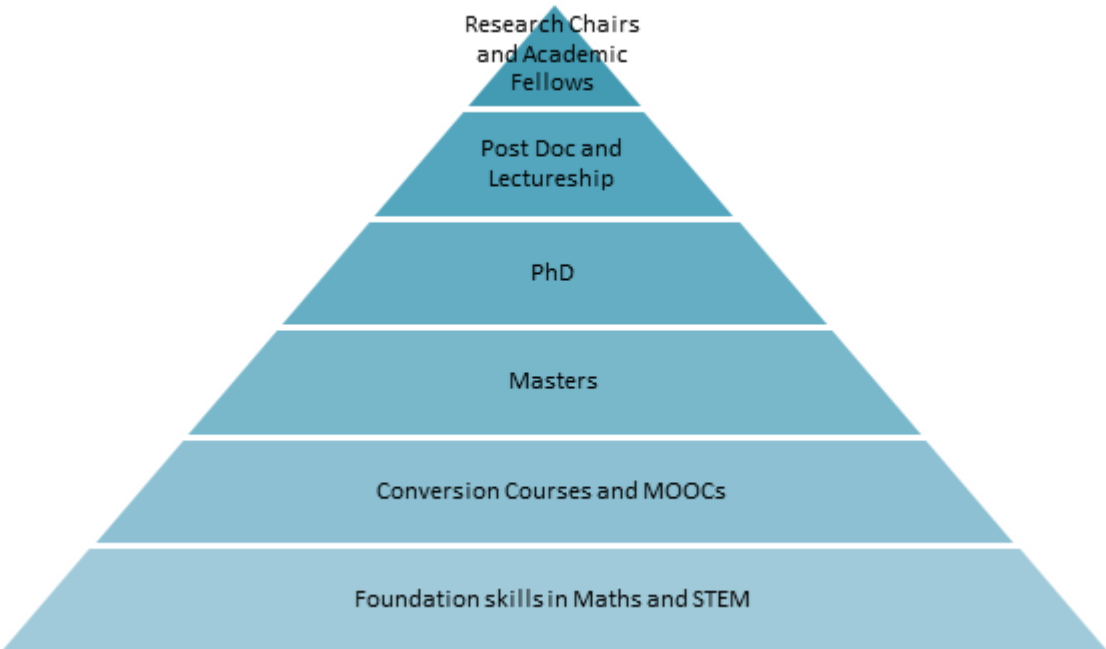 Research Chairs
and Academic
Fellows
Post Doc and
Lectureship
PhD
Masters
Conversion Courses and MOOCs
Foundation skills in Maths and STEM